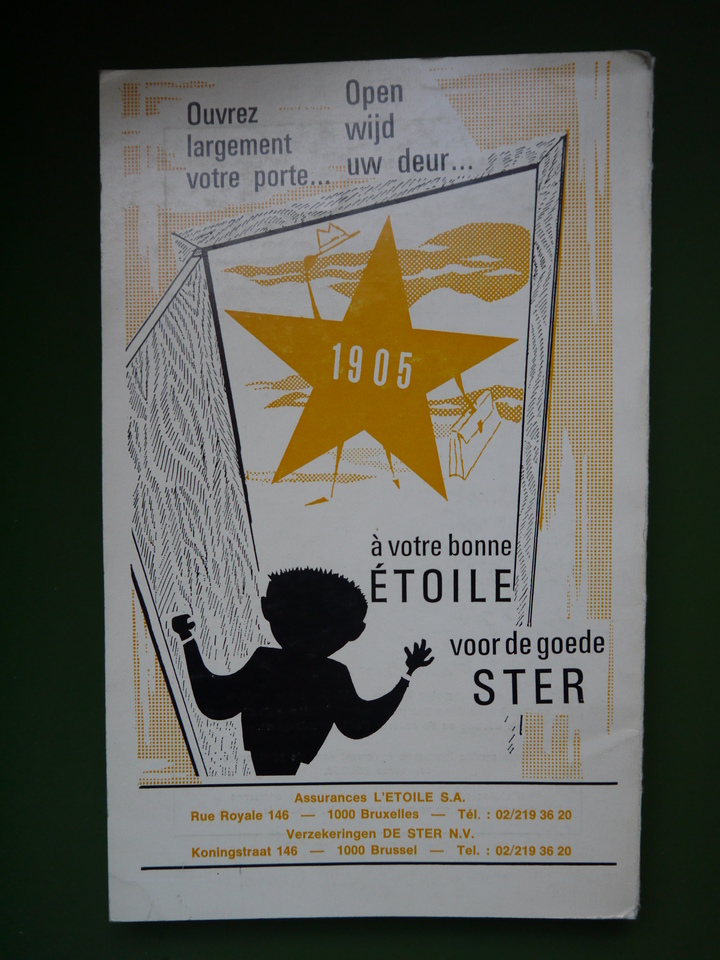 Ouvrez
largement
votre porte...
Open
wijd
uw deur...
1905
à votre bonne
ÉTOILE
voor de goede
STER
Assurances L'ETOILE S.A.
Rue Royale 146 — 1000 Bruxelles — Tél. : 02/219 36 20
Verzekeringen DE STER N.V.
Koningstraat 146 — 1000 Brussel — Tel. : 02/219 36 20